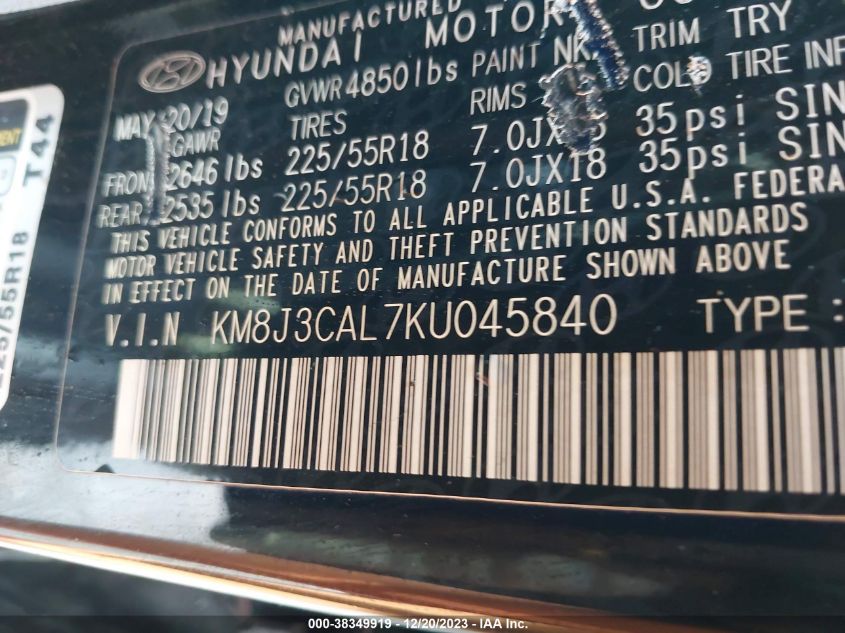 MANUFACTURED
HYUNDAI MOTOR
MAY 20/19 GVWR 4850 lbs PAINT TRIM TRY
GAWR TIRES RIMS COLD TIRE INF
FRONT 2646 lbs 225/55R18 7.0JX18 35psi SIN
REAR 2535 lbs 225/55R18 7.0JX18 35psi SIN
THIS VEHICLE CONFORMS TO ALL APPLICABLE U.S.A. FEDERA
MOTOR VEHICLE SAFETY AND THEFT PREVENTION STANDARDS
IN EFFECT ON THE DATE OF MANUFACTURE SHOWN ABOVE
V.I.N KM8J3CAL7KU045840 TYPE :
T44
225/55R18
000-38349919 - 12/20/2023 - IAA Inc.